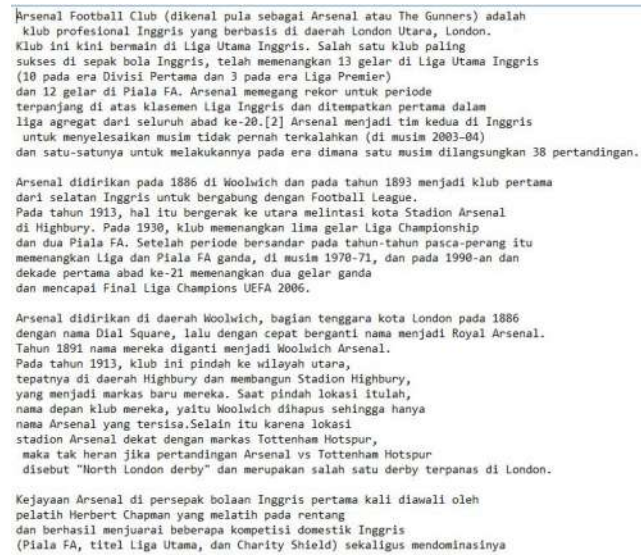 Arsenal Football Club (dikenal pula sebagai Arsenal atau The Gunners) adalah
klub profesional Inggris yang berbasis di daerah London Utara, London.
Klub ini kini bermain di Liga Utama Inggris. Salah satu klub paling
sukses di sepak bola Inggris, telah memenangkan 13 gelar di Liga Utama Inggris
(10 pada era Divisi Pertama dan 3 pada era Liga Premier)
dan 12 gelar di Piala FA. Arsenal memegang rekor untuk periode
terpanjang di atas klasemen Liga Inggris dan ditempatkan pertama dalam
liga agregat dari seluruh abad ke-20.[2] Arsenal menjadi tim kedua di Inggris
untuk menyelesaikan musim tidak pernah terkalahkan (di musim 2003–04)
dan satu-satunya untuk melakukannya pada era dimana satu musim dilangsungkan 38 pertandingan.
Arsenal didirikan pada 1886 di Woolwich dan pada tahun 1893 menjadi klub pertama
dari selatan Inggris untuk bergabung dengan Football League.
Pada tahun 1913, hal itu bergerak ke utara melintasi kota Stadion Arsenal
di Highbury. Pada 1930, klub memenangkan lima gelar Liga Championship
dan dua Piala FA. Setelah periode bersandar pada tahun-tahun pasca-perang itu
memenangkan Liga dan Piala FA ganda, di musim 1970-71, dan pada 1990-an dan
dekade pertama abad ke-21 memenangkan dua gelar ganda
dan mencapai Final Liga Champions UEFA 2006.
Arsenal didirikan di daerah Woolwich, bagian tenggara kota London pada 1886
dengan nama Dial Square, lalu dengan cepat berganti nama menjadi Royal Arsenal.
Tahun 1891 nama mereka diganti menjadi Woolwich Arsenal.
Pada tahun 1913, klub ini pindah ke wilayah utara,
tepatnya di daerah Highbury dan membangun Stadion Highbury,
yang menjadi markas baru mereka. Saat pindah lokasi itulah,
nama depan klub mereka, yaitu Woolwich dihapus sehingga hanya
nama Arsenal yang tersisa.Selain itu karena lokasi
stadion Arsenal dekat dengan markas Tottenham Hotspur,
maka tak heran jika pertandingan Arsenal vs Tottenham Hotspur
disebut "North London derby" dan merupakan salah satu derby terpanas di London.
Kejayaan Arsenal di persepak bolaan Inggris pertama kali diawali oleh
pelatih Herbert Chapman yang melatih pada rentang
dan berhasil menjuarai beberapa kompetisi domestik Inggris
(Piala FA, titel Liga Utama, dan Charity Shield) sekaligus mendominasinya